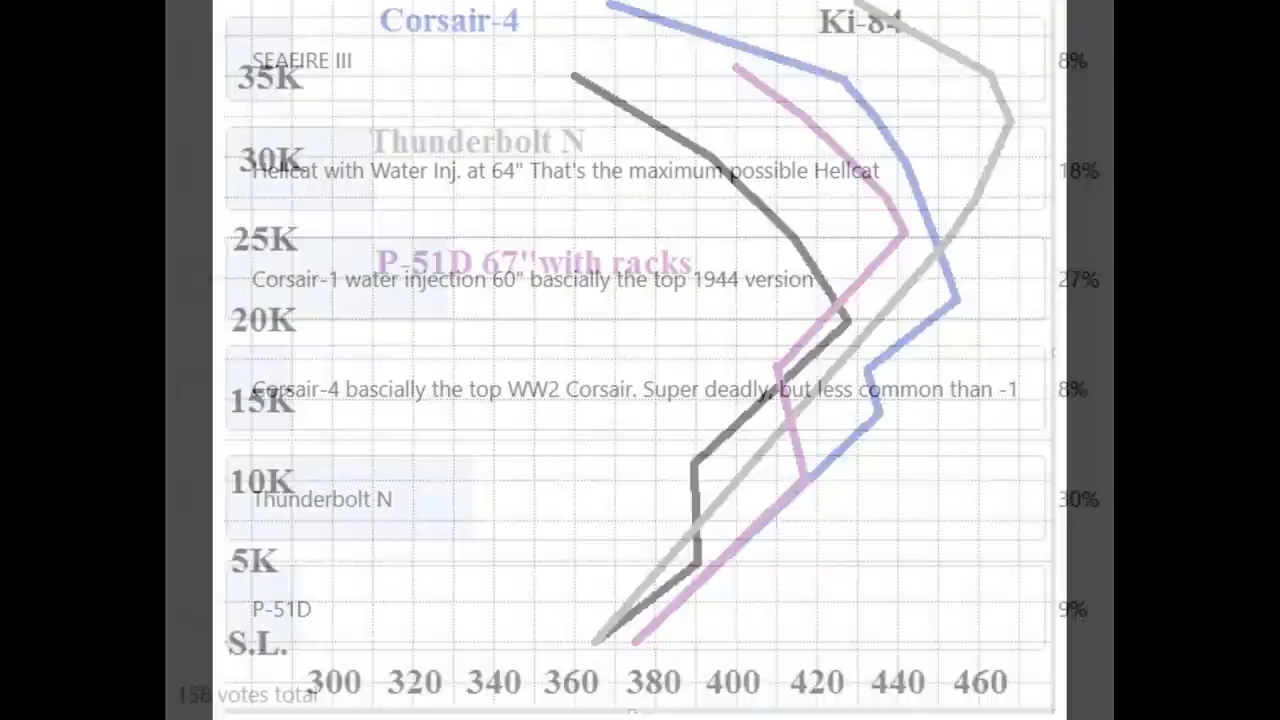 Corsair-4 Ki-84
SEAFIRE III 8%
35K
Thunderbolt N
30K
Hellcat with Water Inj. at 64" That's the maximum possible Hellcat 18%
25K
P-51D 67"with racks
Corsair-1 water injection 60" bascially the top 1944 version 27%
20K
Corsair-4 bascially the top WW2 Corsair. Super deadly, but less common than -1 8%
15K
10K
Thunderbolt N 30%
5K
P-51D 9%
S.L.
300 320 340 360 380 400 420 440 460
158 votes total